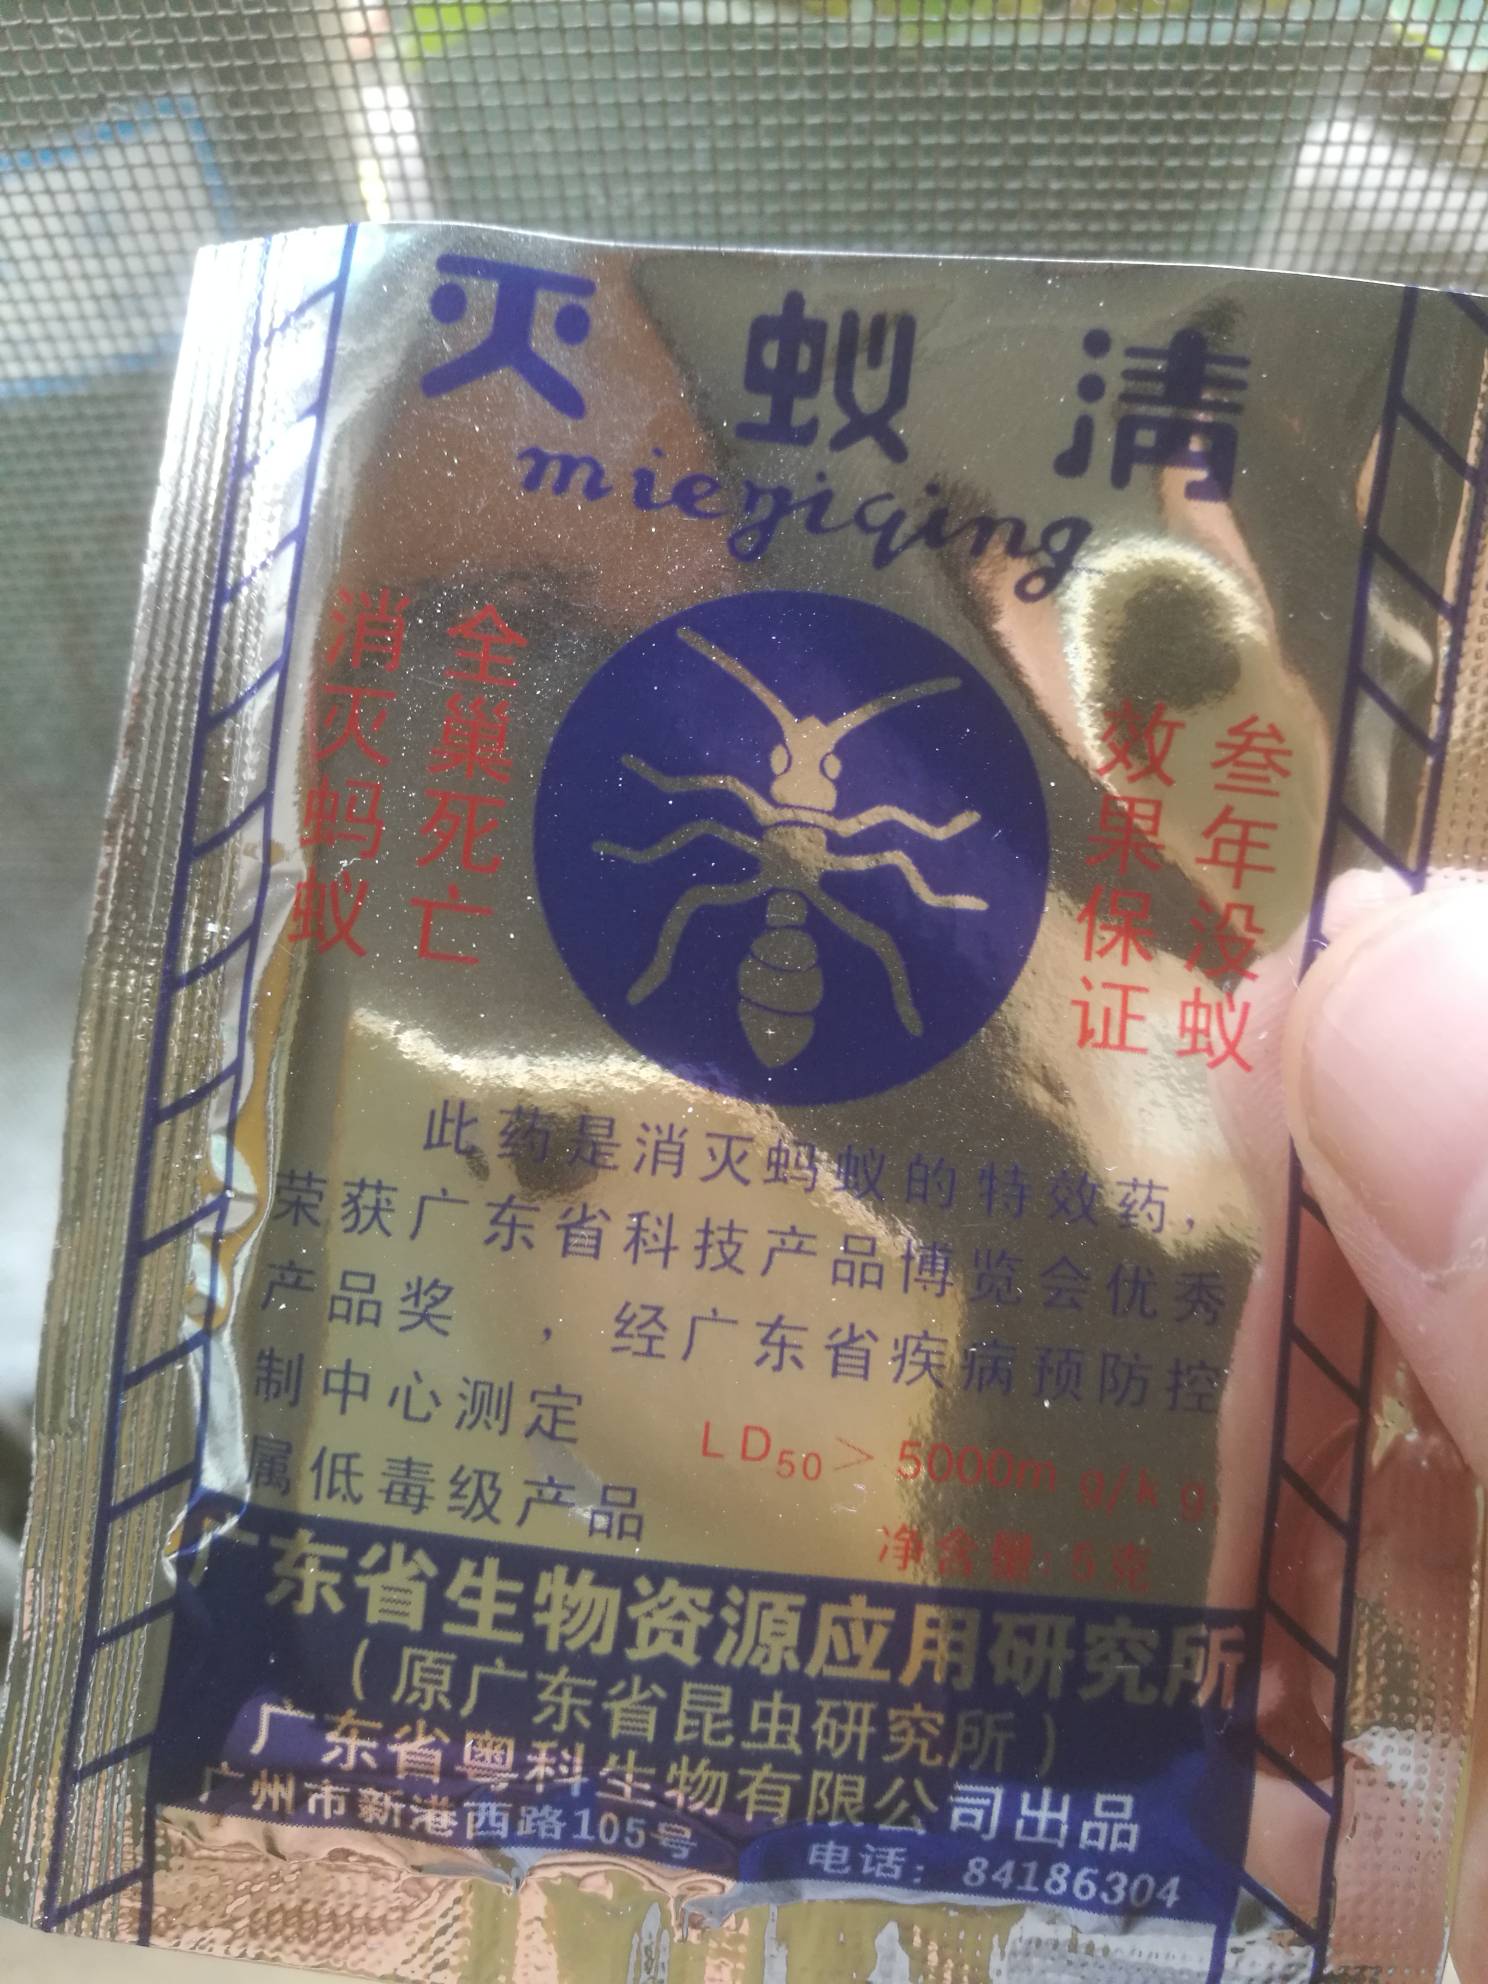 灭蚁清
mieyiqing
消灭蚂蚁
全巢死亡
效果保证
叁年没蚁
此药是消灭蚂蚁的特效药，
荣获广东省科技产品博览会优秀
产品奖，经广东省疾病预防控
制中心测定 LD50＞5000mg/kg.
属低毒级产品
净含量:5克
广东省生物资源应用研究所
(原广东省昆虫研究所)
广东省粤科生物有限公司出品
广州市新港西路105号 电话：84186304